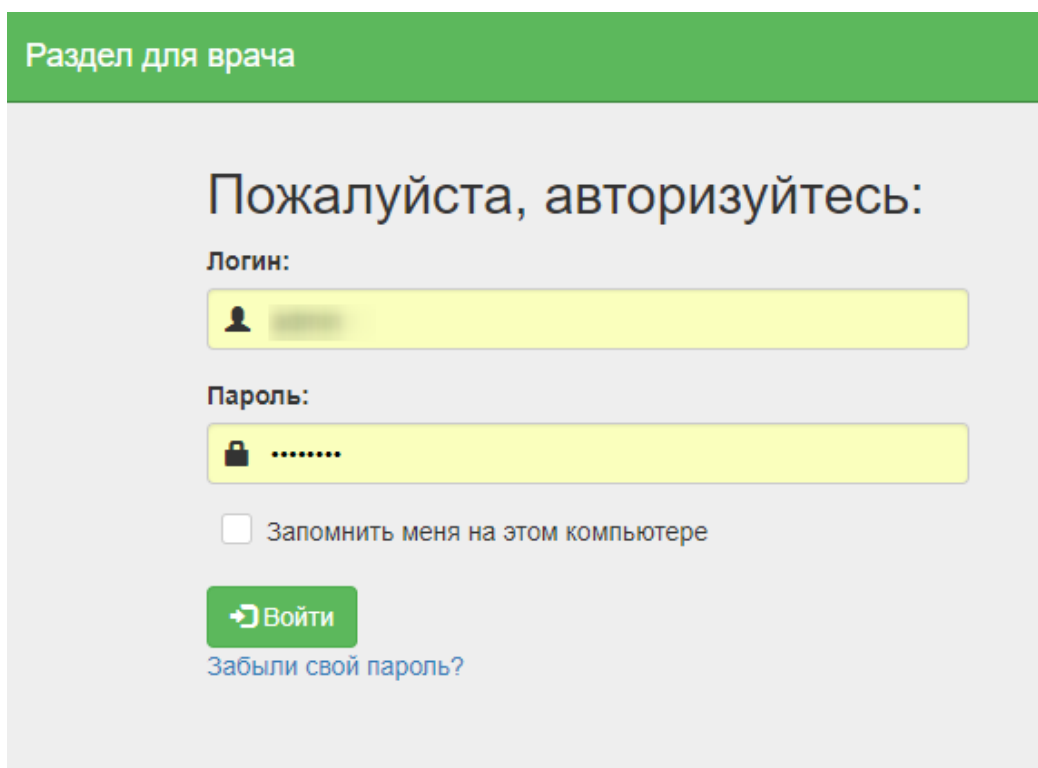 Раздел для врача
Пожалуйста, авторизуйтесь:
Логин:
Пароль:
••••••••
Запомнить меня на этом компьютере
Войти
Забыли свой пароль?